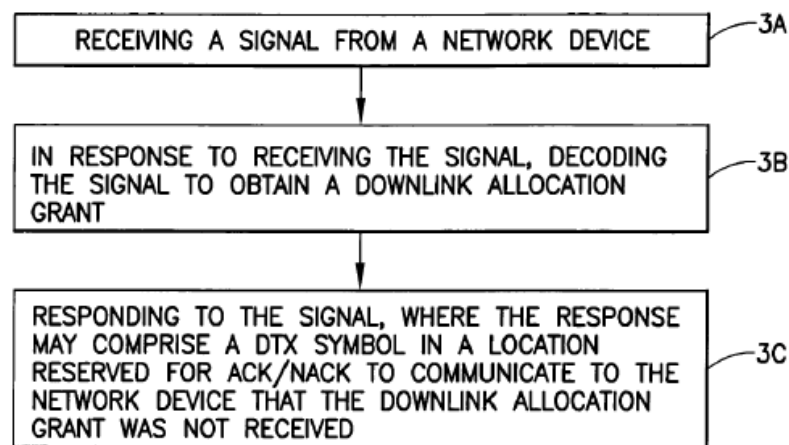 RECEIVING A SIGNAL FROM A NETWORK DEVICE
3A
IN RESPONSE TO RECEIVING THE SIGNAL, DECODING
THE SIGNAL TO OBTAIN A DOWNLINK ALLOCATION
GRANT
3B
RESPONDING TO THE SIGNAL, WHERE THE RESPONSE
MAY COMPRISE A DTX SYMBOL IN A LOCATION
RESERVED FOR ACK/NACK TO COMMUNICATE TO THE
NETWORK DEVICE THAT THE DOWNLINK ALLOCATION
GRANT WAS NOT RECEIVED
3C